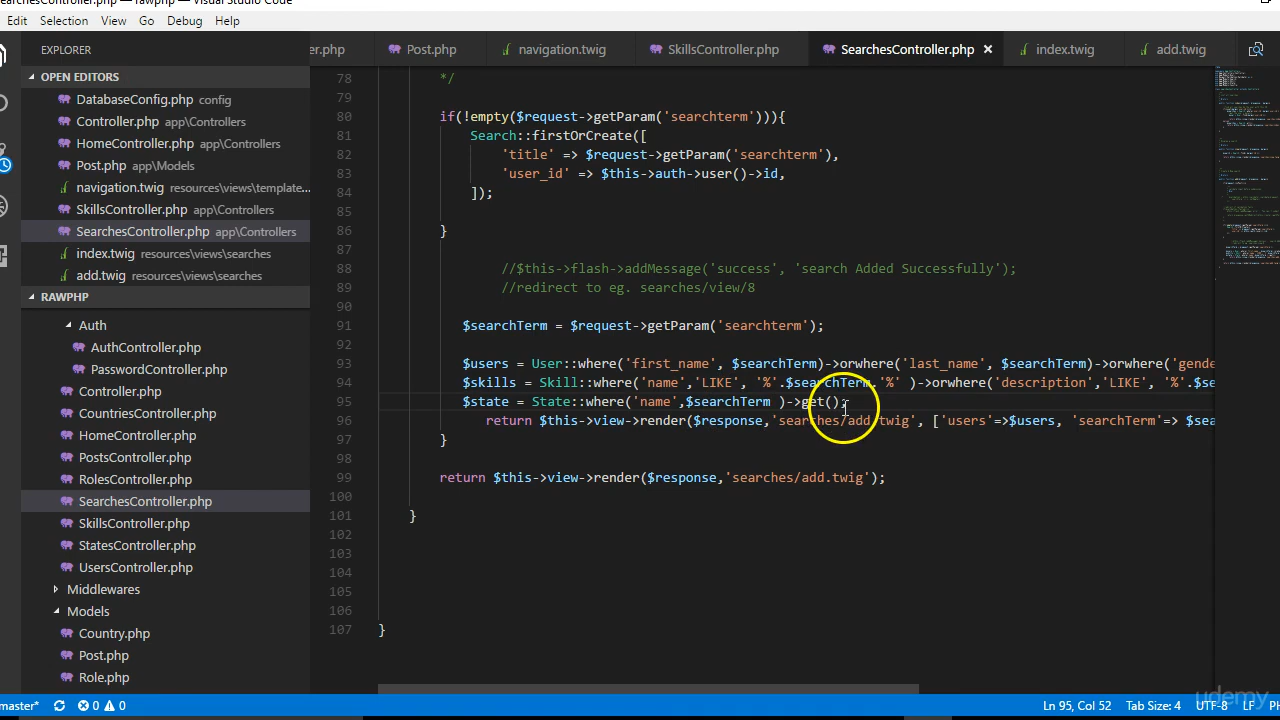 SearchesController.php — rawphp — Visual Studio Code
Edit Selection View Go Debug Help
EXPLORER
er.php Post.php navigation.twig SkillsController.php SearchesController.php × index.twig add.twig
OPEN EDITORS
DatabaseConfig.php config
Controller.php app\Controllers
HomeController.php app\Controllers
Post.php app\Models
navigation.twig resources\views\template...
SkillsController.php app\Controllers
SearchesController.php app\Controllers
index.twig resources\views\searches
add.twig resources\views\searches
RAWPHP
Auth
AuthController.php
PasswordController.php
Controller.php
CountriesController.php
HomeController.php
PostsController.php
RolesController.php
SearchesController.php
SkillsController.php
StatesController.php
UsersController.php
Middlewares
Models
Country.php
Post.php
Role.php
78 */
79
80 if(!empty($request->getParam('searchterm'))){
81 Search::firstOrCreate([
82 'title' => $request->getParam('searchterm'),
83 'user_id' => $this->auth->user()->id,
84 ]);
85
86 }
87
88 //$this->flash->addMessage('success', 'search Added Successfully');
89 //redirect to eg. searches/view/8
90
91 $searchTerm = $request->getParam('searchterm');
92
93 $users = User::where('first_name', $searchTerm)->orwhere('last_name', $searchTerm)->orwhere('gende
94 $skills = Skill::where('name','LIKE', '%'.$searchTerm.'%' )->orwhere('description','LIKE', '%'.$se
95 $state = State::where('name',$searchTerm )->get();
96 return $this->view->render($response,'searches/add.twig', ['users'=>$users, 'searchTerm'=> $sea
97 }
98
99 return $this->view->render($response,'searches/add.twig');
100
101 }
102
103
104
105
106
107 }
udemy
master* 0 0 Ln 95, Col 52 Tab Size: 4 UTF-8 LF PH